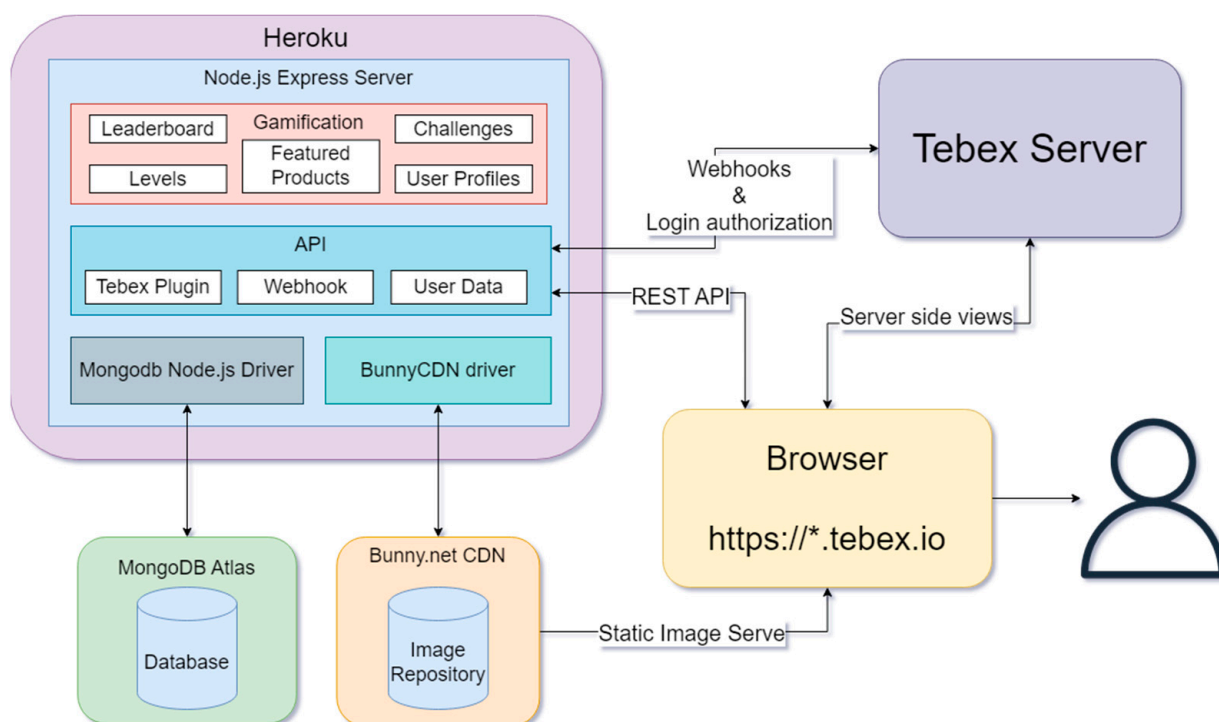 Heroku
Node.js Express Server
Leaderboard
Gamification
Challenges
Featured
Products
Levels
User Profiles
API
Tebex Plugin
Webhook
User Data
Mongodb Node.js Driver
BunnyCDN driver
Webhooks
&
Login authorization
Tebex Server
REST API
Server side views
Browser
https://*.tebex.io
MongoDB Atlas
Database
Bunny.net CDN
Image
Repository
Static Image Serve